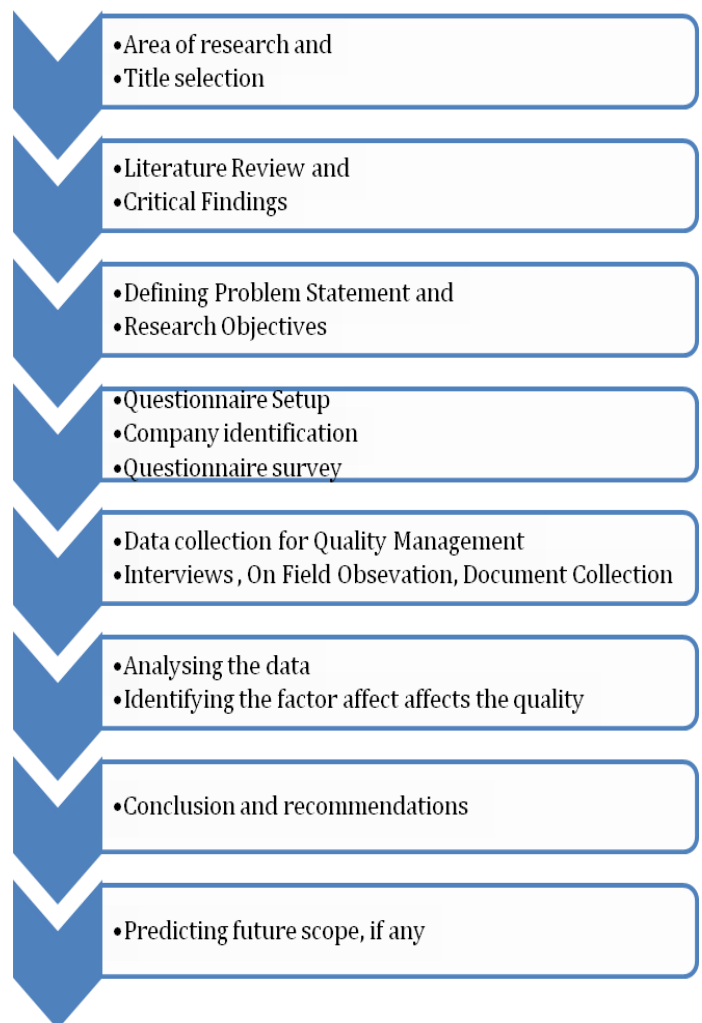 •Area of research and
•Title selection
•Literature Review and
•Critical Findings
•Defining Problem Statement and
•Research Objectives
•Questionnaire Setup
•Company identification
•Questionnaire survey
•Data collection for Quality Management
•Interviews , On Field Obsevation, Document Collection
•Analysing the data
•Identifying the factor affect affects the quality
•Conclusion and recommendations
•Predicting future scope, if any